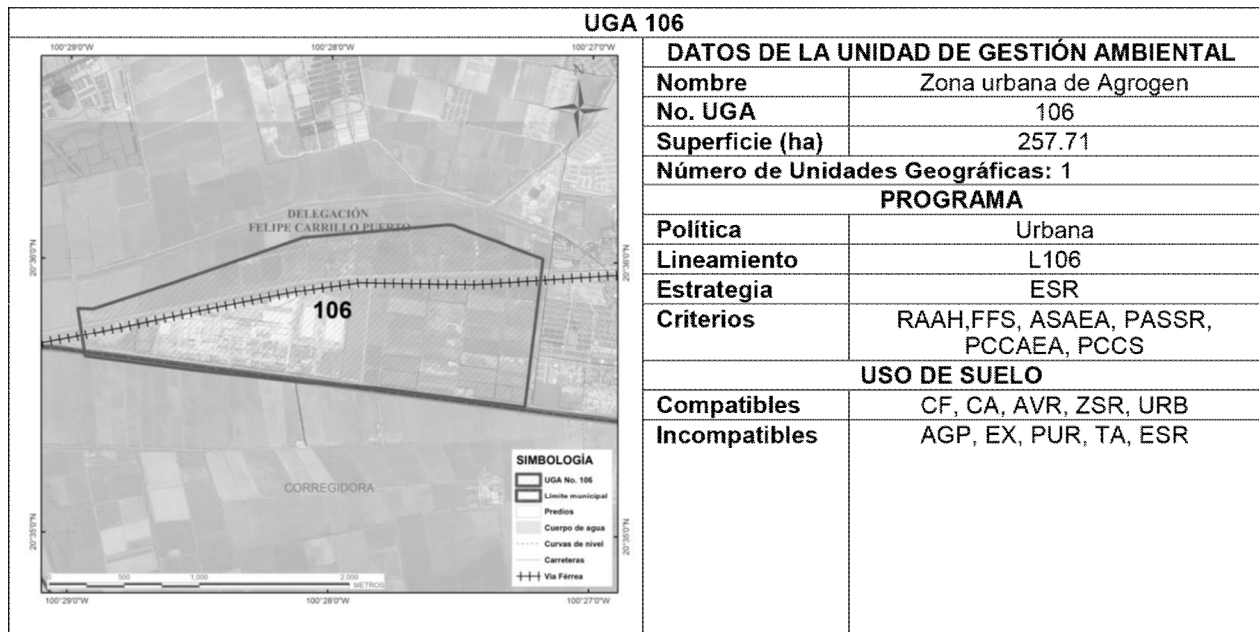 UGA 106
100°29'0"W 100°28'0"W 100°27'0"W
DELEGACIÓN
FELIPE CARRILLO PUERTO
20°36'0"N 20°36'0"N
106
CORREGIDORA
20°35'0"N 20°35'0"N
SIMBOLOGÍA
UGA No. 106
Límite municipal
Predios
Cuerpo de agua
Curvas de nivel
Carreteras
Vía Férrea
0 500 1,000 2,000
METROS
100°29'0"W 100°28'0"W 100°27'0"W
DATOS DE LA UNIDAD DE GESTIÓN AMBIENTAL
Nombre Zona urbana de Agrogen
No. UGA 106
Superficie (ha) 257.71
Número de Unidades Geográficas: 1
PROGRAMA
Política Urbana
Lineamiento L106
Estrategia ESR
Criterios RAAH,FFS, ASAEA, PASSR,
PCCAEA, PCCS
USO DE SUELO
Compatibles CF, CA, AVR, ZSR, URB
Incompatibles AGP, EX, PUR, TA, ESR